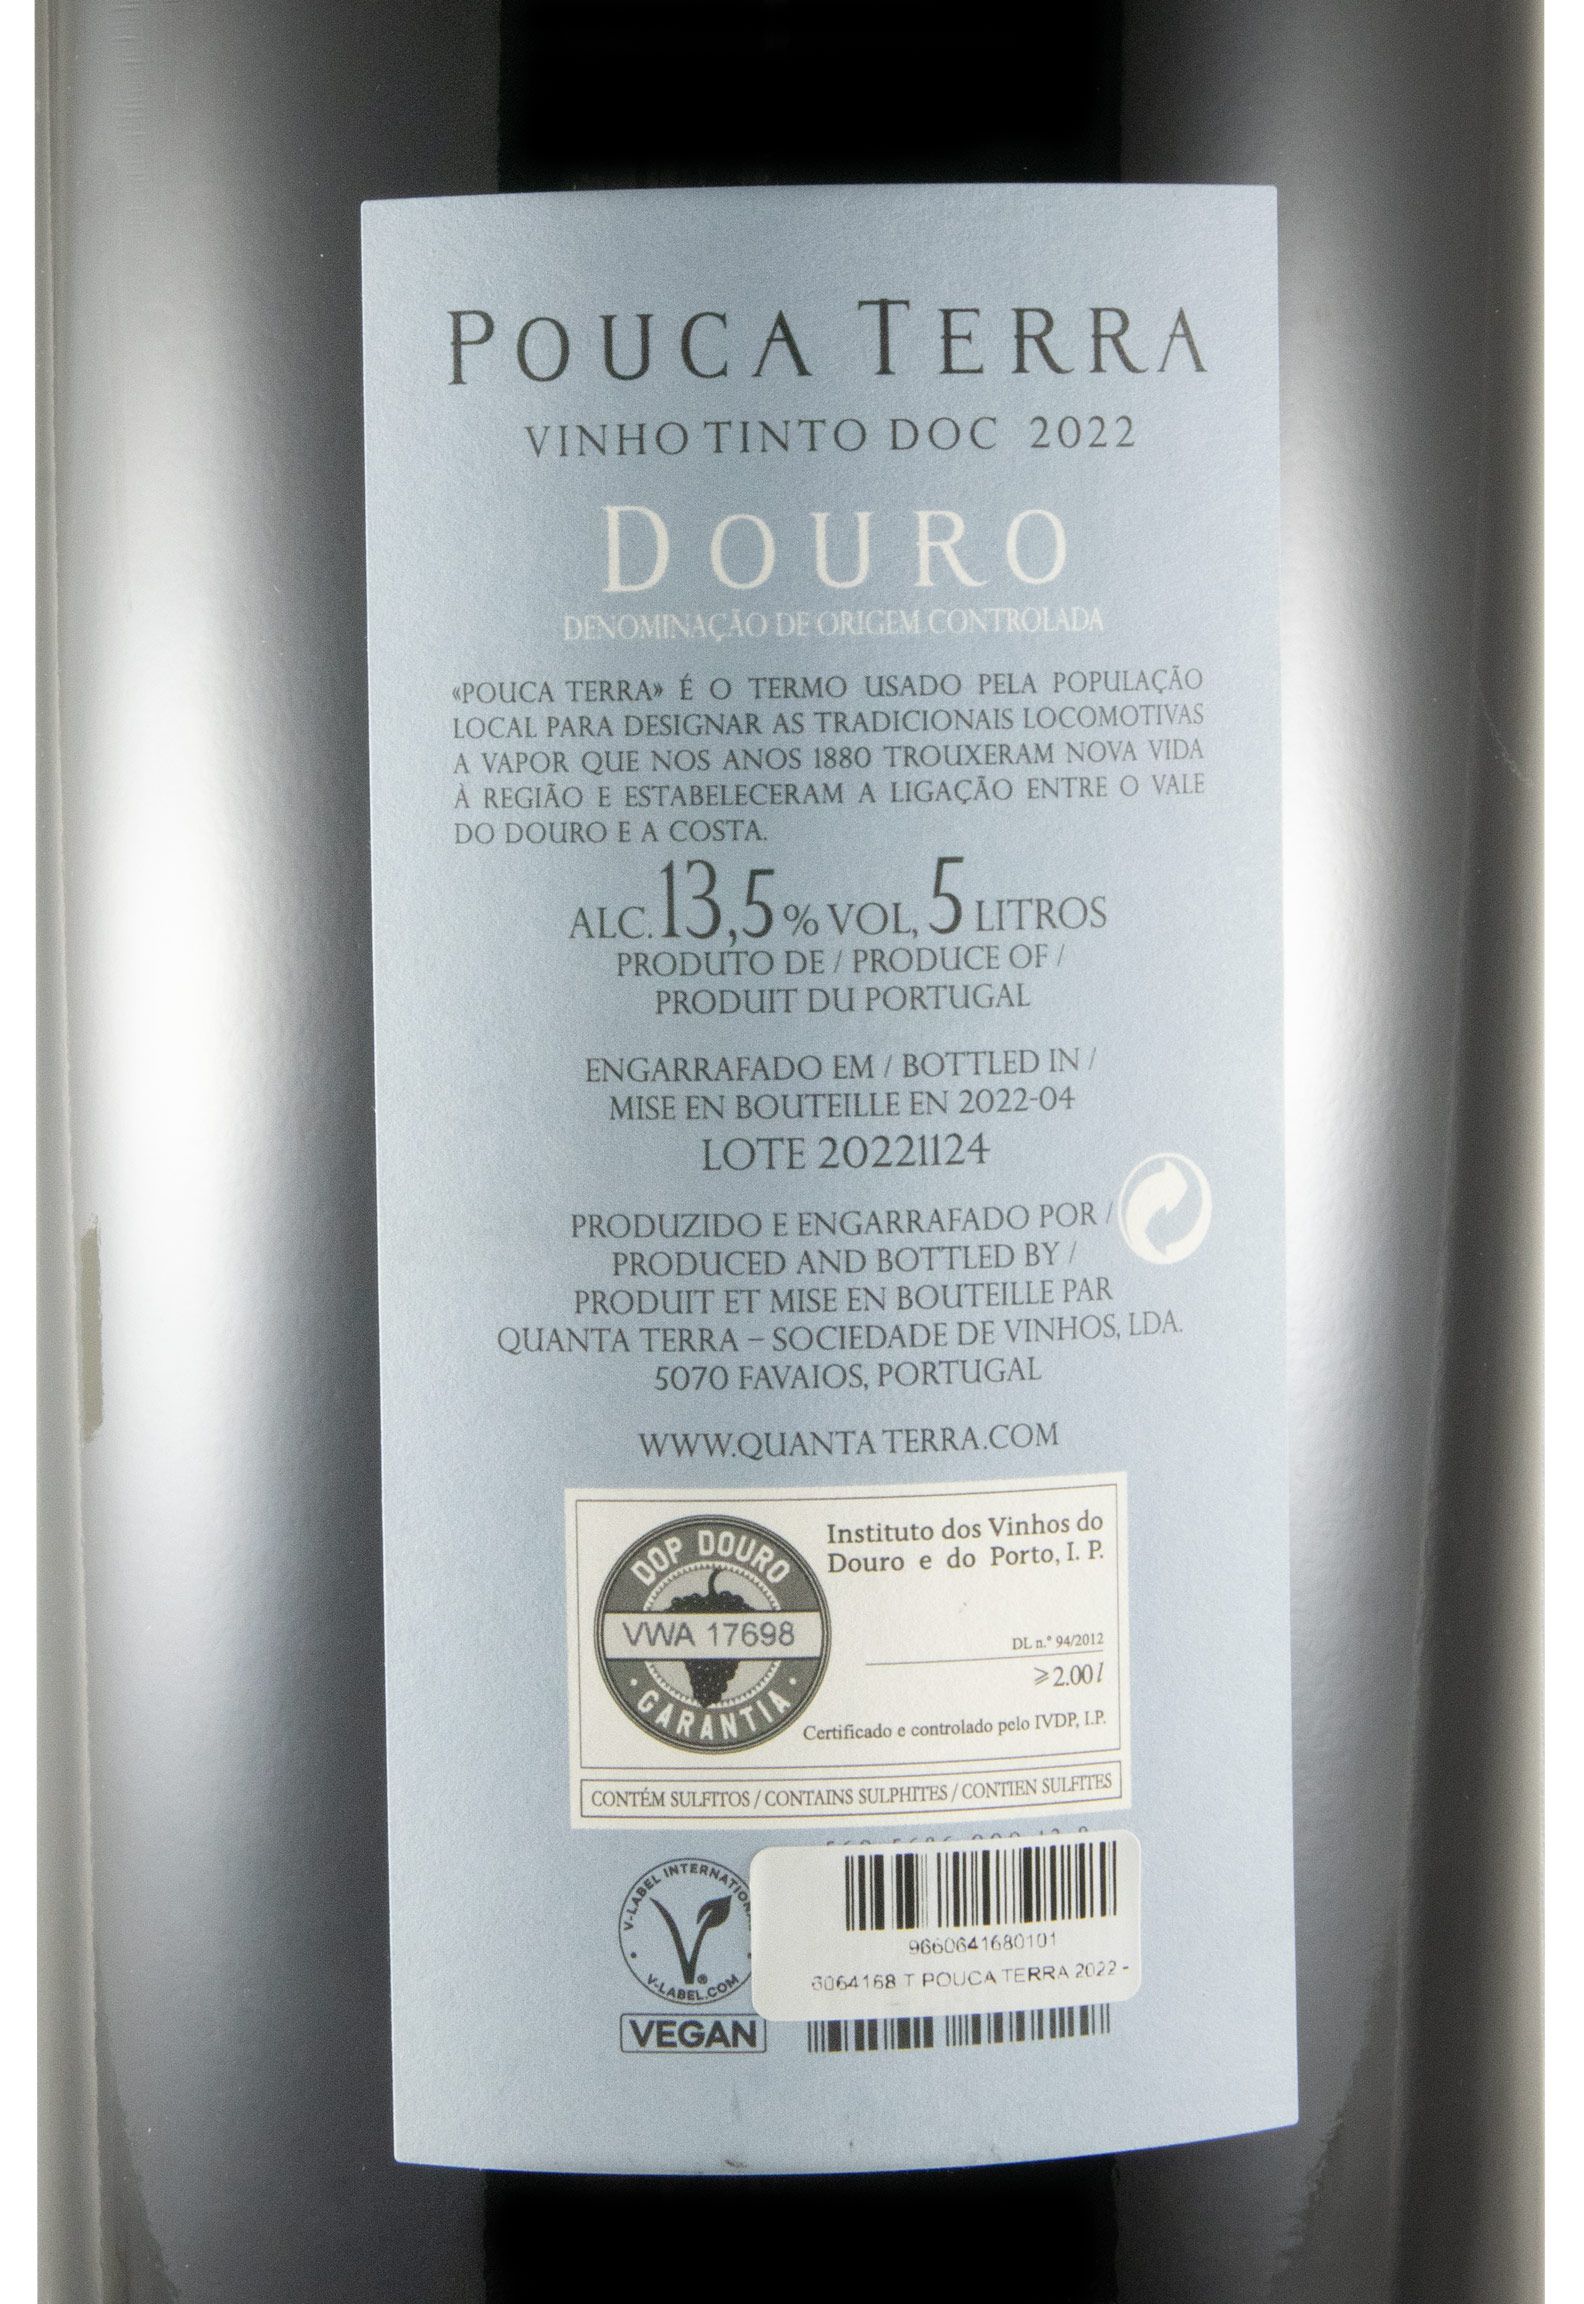 POUCA TERRA
VINHO TINTO DOC 2022
DOURO
DENOMINAÇÃO DE ORIGEM CONTROLADA
«POUCA TERRA» É O TERMO USADO PELA POPULAÇÃO
LOCAL PARA DESIGNAR AS TRADICIONAIS LOCOMOTIVAS
A VAPOR QUE NOS ANOS 1880 TROUXERAM NOVA VIDA
À REGIÃO E ESTABELECERAM A LIGAÇÃO ENTRE O VALE
DO DOURO E A COSTA.
ALC. 13,5 % VOL, 5 LITROS
PRODUTO DE / PRODUCE OF /
PRODUIT DU PORTUGAL
ENGARRAFADO EM / BOTTLED IN /
MISE EN BOUTEILLE EN 2022-04
LOTE 20221124
PRODUZIDO E ENGARRAFADO POR /
PRODUCED AND BOTTLED BY /
PRODUIT ET MISE EN BOUTEILLE PAR
QUANTA TERRA – SOCIEDADE DE VINHOS, LDA.
5070 FAVAIOS, PORTUGAL
WWW.QUANTATERRA.COM
DOP DOURO
VWA 17698
GARANTIA
Instituto dos Vinhos do
Douro e do Porto, I. P.
DL n.º 94/2012
⩾2.00 l
Certificado e controlado pelo IVDP, I.P.
CONTÉM SULFITOS / CONTAINS SULPHITES / CONTIEN SULFITES
V-LABEL INTERNATIONAL
V-LABEL.COM
®
VEGAN
9660641680101
6064168 T POUCA TERRA 2022 -